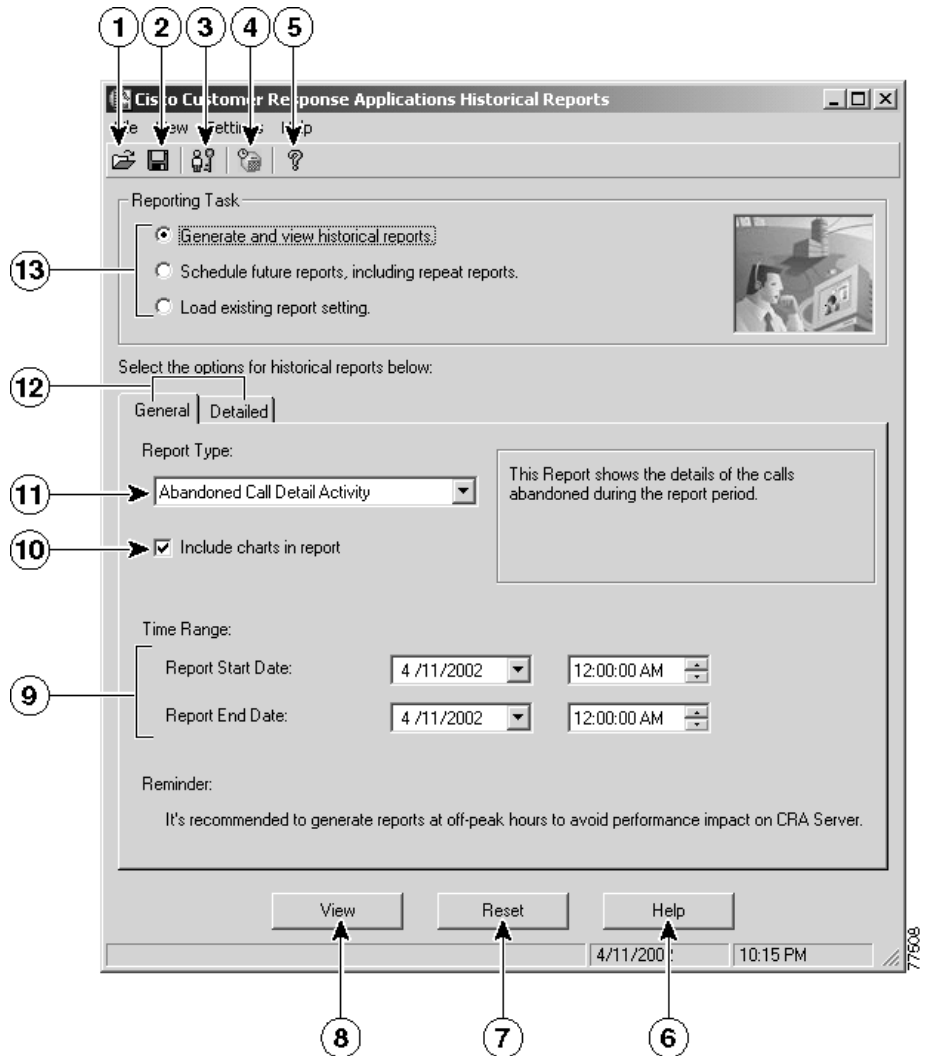 1 2 3 4 5
Cisco Customer Response Applications Historical Reports
File View Settings Help
Reporting Task
Generate and view historical reports.
13
Schedule future reports, including repeat reports.
Load existing report setting.
Select the options for historical reports below:
12
General Detailed
Report Type:
This Report shows the details of the calls
abandoned during the report period.
11 Abandoned Call Detail Activity
10 Include charts in report
Time Range:
Report Start Date: 4 /11/2002 12:00:00 AM
9
Report End Date: 4 /11/2002 12:00:00 AM
Reminder:
It's recommended to generate reports at off-peak hours to avoid performance impact on CRA Server.
View Reset Help
4/11/2002 10:15 PM
77508
8 7 6